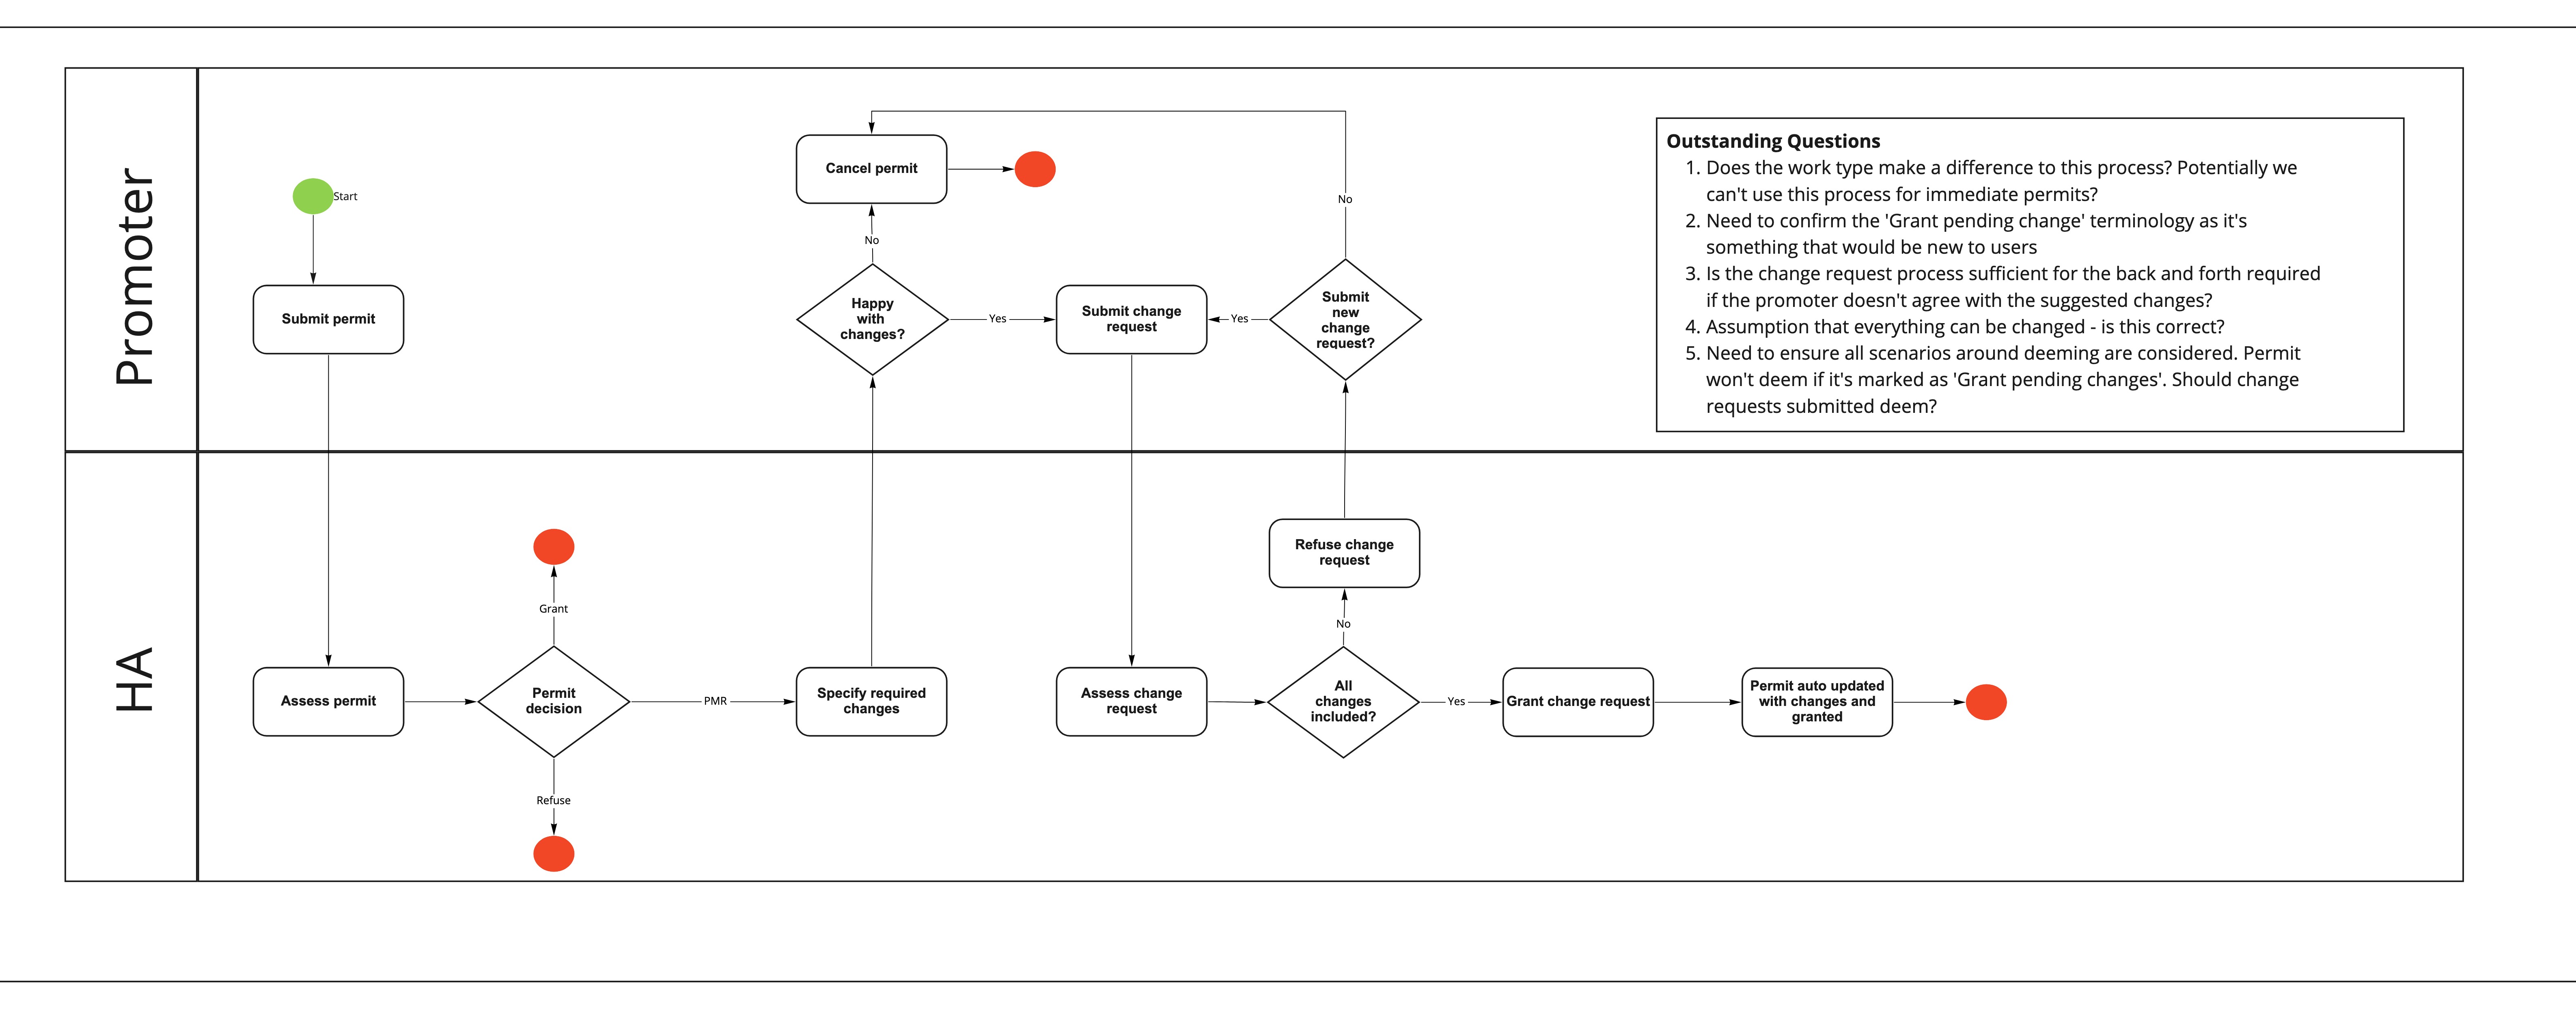 Promoter
Start
Submit permit
Cancel permit
No
Happy
with
changes?
Yes
Submit change
request
Yes
Submit
new
change
request?
No
Outstanding Questions
1. Does the work type make a difference to this process? Potentially we
can't use this process for immediate permits?
2. Need to confirm the 'Grant pending change' terminology as it's
something that would be new to users
3. Is the change request process sufficient for the back and forth required
if the promoter doesn't agree with the suggested changes?
4. Assumption that everything can be changed - is this correct?
5. Need to ensure all scenarios around deeming are considered. Permit
won't deem if it's marked as 'Grant pending changes'. Should change
requests submitted deem?
HA
Assess permit
Permit
decision
Grant
Refuse
PMR
Specify required
changes
Assess change
request
All
changes
included?
No
Refuse change
request
Yes
Grant change request
Permit auto updated
with changes and
granted